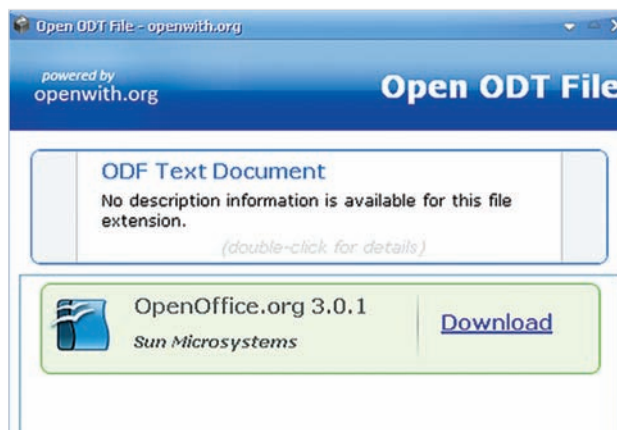 Open ODT File - openwith.org
powered by
openwith.org
Open ODT File
ODF Text Document
No description information is available for this file
extension.
(double-click for details)
OpenOffice.org 3.0.1
Sun Microsystems
Download